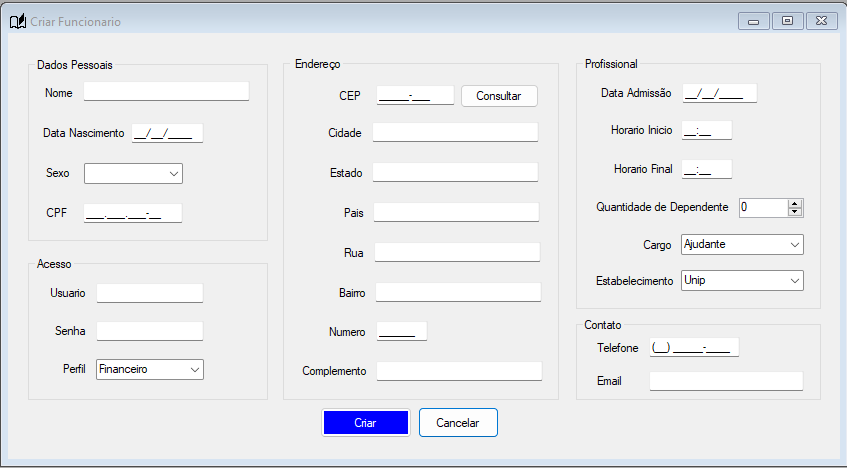 Criar Funcionario
Dados Pessoais
Nome
Data Nascimento __/__/____
Sexo
CPF ___.___.___-__
Acesso
Usuario
Senha
Perfil Financeiro
Endereço
CEP _____-___ Consultar
Cidade
Estado
Pais
Rua
Bairro
Numero ______
Complemento
Profissional
Data Admissão __/__/____
Horario Inicio __:__
Horario Final __:__
Quantidade de Dependente 0
Cargo Ajudante
Estabelecimento Unip
Contato
Telefone (__) _____-____
Email
Criar Cancelar